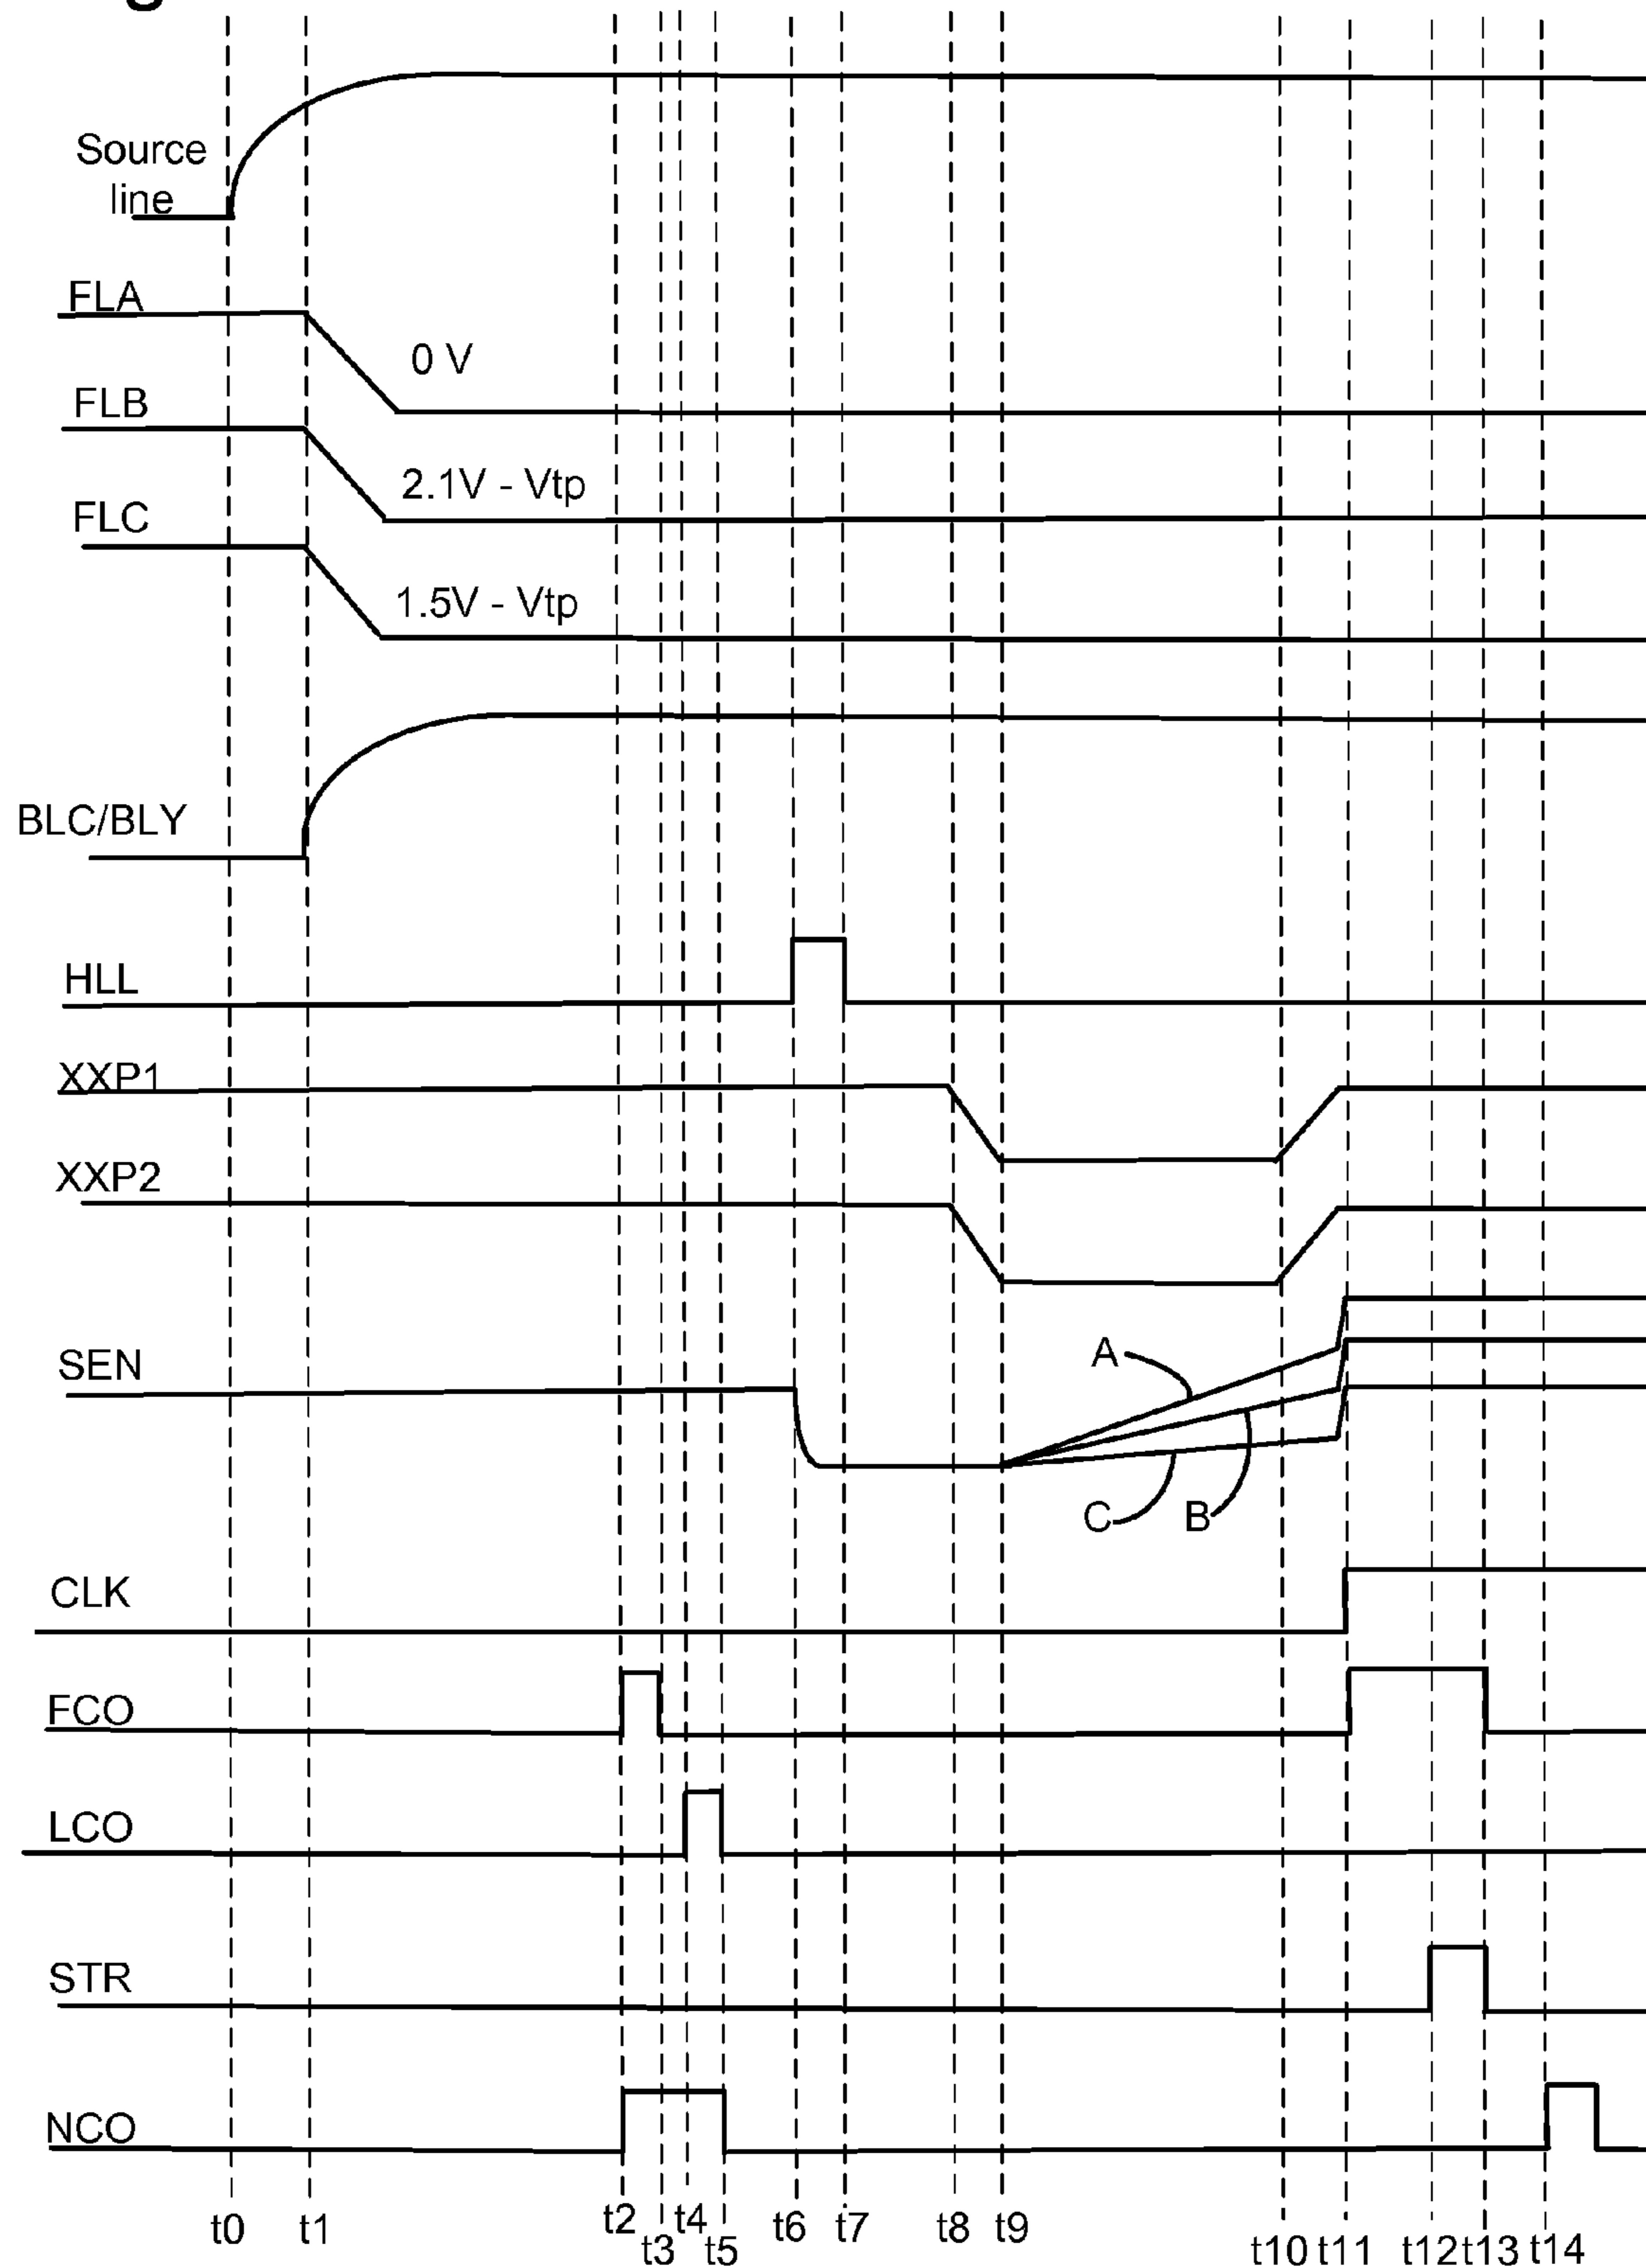 Source
line
FLA
0 V
FLB
2.1V - Vtp
FLC
1.5V - Vtp
BLC/BLY
HLL
XXP1
XXP2
SEN
A
C
B
CLK
FCO
LCO
STR
NCO
t0 t1 t2 t3 t4 t5 t6 t7 t8 t9 t10 t11 t12 t13 t14